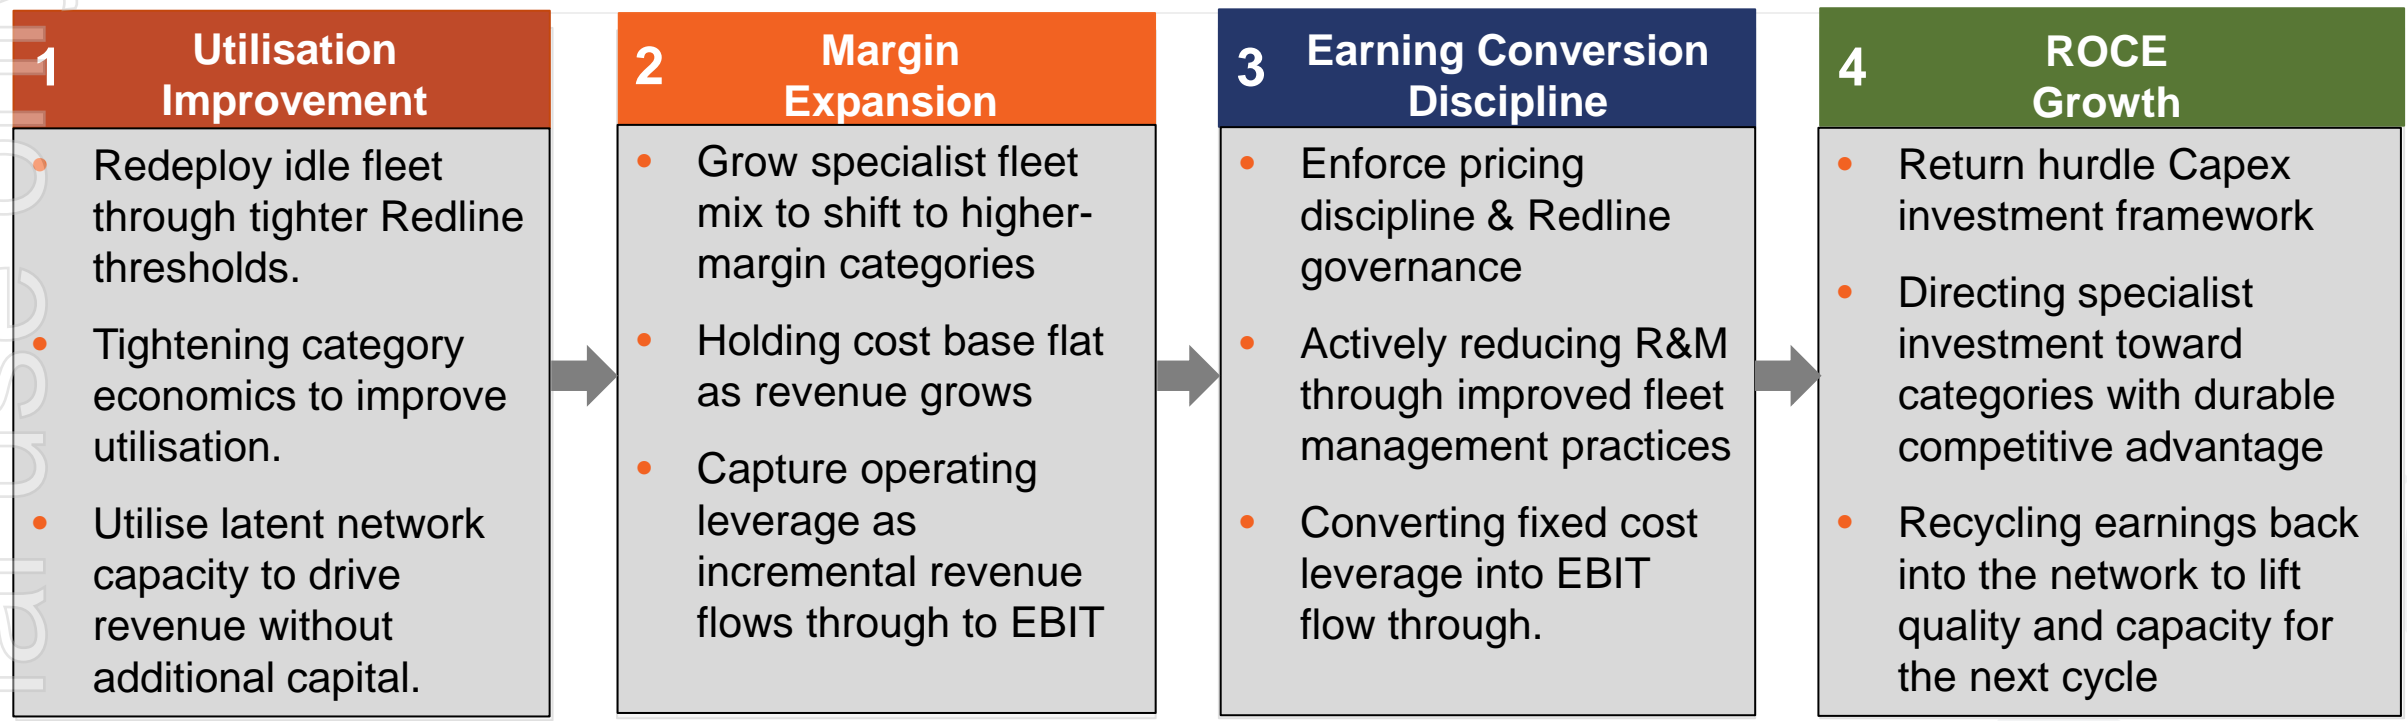 1
Utilisation
Improvement
• Redeploy idle fleet
through tighter Redline
thresholds.
• Tightening category
economics to improve
utilisation.
• Utilise latent network
capacity to drive
revenue without
additional capital.
2
Margin
Expansion
• Grow specialist fleet
mix to shift to higher-
margin categories
• Holding cost base flat
as revenue grows
• Capture operating
leverage as
incremental revenue
flows through to EBIT
3
Earning Conversion
Discipline
• Enforce pricing
discipline & Redline
governance
• Actively reducing R&M
through improved fleet
management practices
• Converting fixed cost
leverage into EBIT
flow through.
4
ROCE
Growth
• Return hurdle Capex
investment framework
• Directing specialist
investment toward
categories with durable
competitive advantage
• Recycling earnings back
into the network to lift
quality and capacity for
the next cycle
use